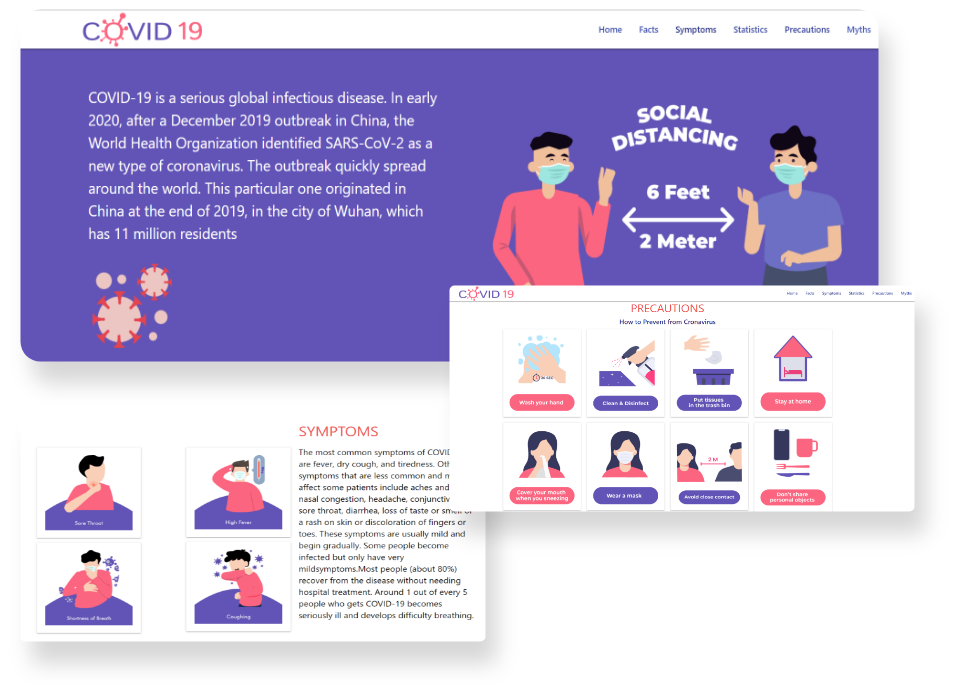 COVID 19
Home Facts Symptoms Statistics Precautions Myths
COVID-19 is a serious global infectious disease. In early
2020, after a December 2019 outbreak in China, the
World Health Organization identified SARS-CoV-2 as a
new type of coronavirus. The outbreak quickly spread
around the world. This particular one originated in
China at the end of 2019, in the city of Wuhan, which
has 11 million residents
SOCIAL
DISTANCING
6 Feet
2 Meter
COVID 19
Home Facts Symptoms Statistics Precautions Myths
PRECAUTIONS
How to Prevent from Cronavirus
Wash your hand
Clean & Disinfect
Put tissues
in the trash bin
Stay at home
Cover your mouth
when you sneezing
Wear a mask
2 M
Avoid close contact
Don't share
personal objects
SYMPTOMS
The most common symptoms of COVI
are fever, dry cough, and tiredness. Oth
symptoms that are less common and m
affect some patients include aches and
nasal congestion, headache, conjunctiv
sore throat, diarrhea, loss of taste or smell or
a rash on skin or discoloration of fingers or
toes. These symptoms are usually mild and
begin gradually. Some people become
infected but only have very
mildsymptoms.Most people (about 80%)
recover from the disease without needing
hospital treatment. Around 1 out of every 5
people who gets COVID-19 becomes
seriously ill and develops difficulty breathing.
Sore Throat
High Fever
Shortness of Breath
Coughing